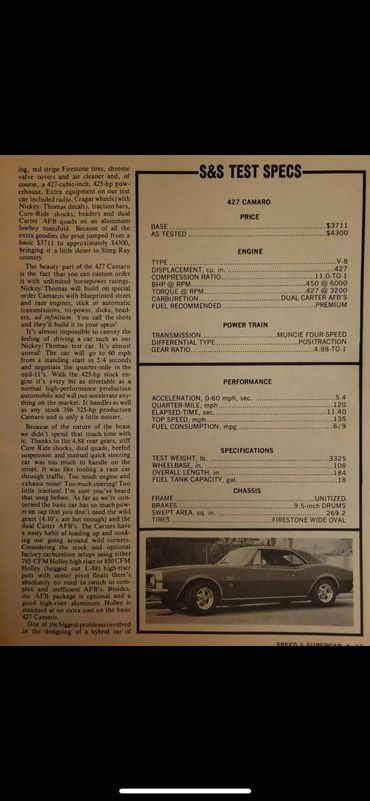 ing, red stripe Firestone tires, chrome
valve covers and air cleaner and, of
course, a 427-cubic-inch, 425-hp pow-
erhouse. Extra equipment on our test
car included radio, Cragar wheels (with
Nickey/Thomas decals), traction bars,
Cure-Ride shocks, headers and dual
Carter AFB quads on an aluminum
lowboy manifold. Because of all the
extra goodies the price jumped from a
basic $3711 to approximately $4300,
bringing it a little closer to Sting Ray
country.
The beauty part of the 427 Camaro
is the fact that you can custom order
it with unlimited horsepower ratings.
Nickey/Thomas will build on special
order Camaros with blueprinted street
and race engines, stick or automatic
transmissions, tri-power, slicks, head-
ers, ad infinitum. You call the shots
and they'll build it to your specs!
It's almost impossible to convey the
feeling of driving a car such as our
Nickey/Thomas test car. It's almost
unreal! The car will go to 60 mph
from a standing start in 5.4 seconds
and negotiate the quarter-mile in the
mid-11's. With the 425-hp stock en-
gine it's every bit as streetable as a
normal high-performance production
automobile and will out-accelerate any-
thing on the market. It handles as well
as any stock 396 325-hp production
Camaro and is only a little noisier.
Because of the nature of the beast
we didn't spend that much time with
it. Thanks to the 4.88 rear gears, stiff
Cure Ride shocks, dual quads, beefed
suspension and manual quick steering
car was too much to handle on the
street. It was like tooling a race car
through traffic. Too much engine and
exhaust noise! Too much steering! Too
little traction! I'm sure you've heard
that song before. As far as we're con-
cerned the basic car has so much pow-
er on tap that you don't need the wild
gears (4.10's are hot enough) and the
dual Carter AFB's. The Carters have
a nasty habit of loading up and conk-
ing out going around wild corners.
Considering the stock and optional
factory carburetion setups using either
785 CFM Holley high riser or 850 CFM
Holley (hogged out L-88) high-riser
pots with center pivot floats there's
absolutely no need to switch to com-
plex and inefficient AFB's. Besides,
the AFB package is optional and a
good high-riser aluminum Holley is
standard at no extra cost on the basic
427 Camaro.
One of the biggest problems involved
in the designing of a hybrid car of
S&S TEST SPECS
427 CAMARO
PRICE
BASE $3711
AS TESTED $4300
ENGINE
TYPE V-8
DISPLACEMENT, cu. in. 427
COMPRESSION RATIO 11.0-TO-1
BHP @ RPM 450 @ 6000
TORQUE @ RPM 427 @ 3200
CARBURETION DUAL CARTER AFB'S
FUEL RECOMMENDED PREMIUM
POWER TRAIN
TRANSMISSION MUNCIE FOUR-SPEED
DIFFERENTIAL TYPE POSITRACTION
GEAR RATIO 4.88-TO-1
PERFORMANCE
ACCELERATION, 0-60 mph, sec. 5.4
QUARTER-MILE, mph 120
ELAPSED TIME, sec. 11.40
TOP SPEED, mph 135
FUEL CONSUMPTION, mpg 6/9
SPECIFICATIONS
TEST WEIGHT, lb. 3325
WHEELBASE, in. 108
OVERALL LENGTH, in. 184
FUEL TANK CAPACITY, gal. 18
CHASSIS
FRAME UNITIZED
BRAKES 9.5-inch DRUMS
SWEPT AREA, sq. in. 269.2
TIRES FIRESTONE WIDE OVAL
SPEED & SUPERCAR